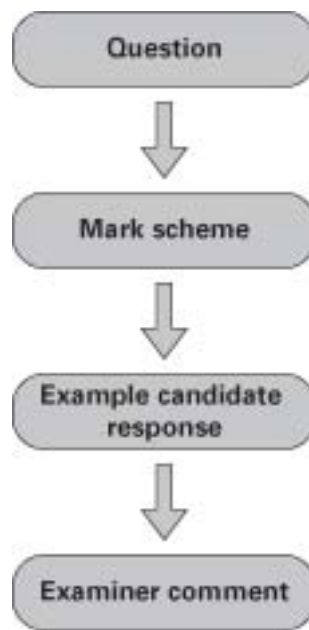 Question
Mark scheme
Example candidate
response
Examiner comment